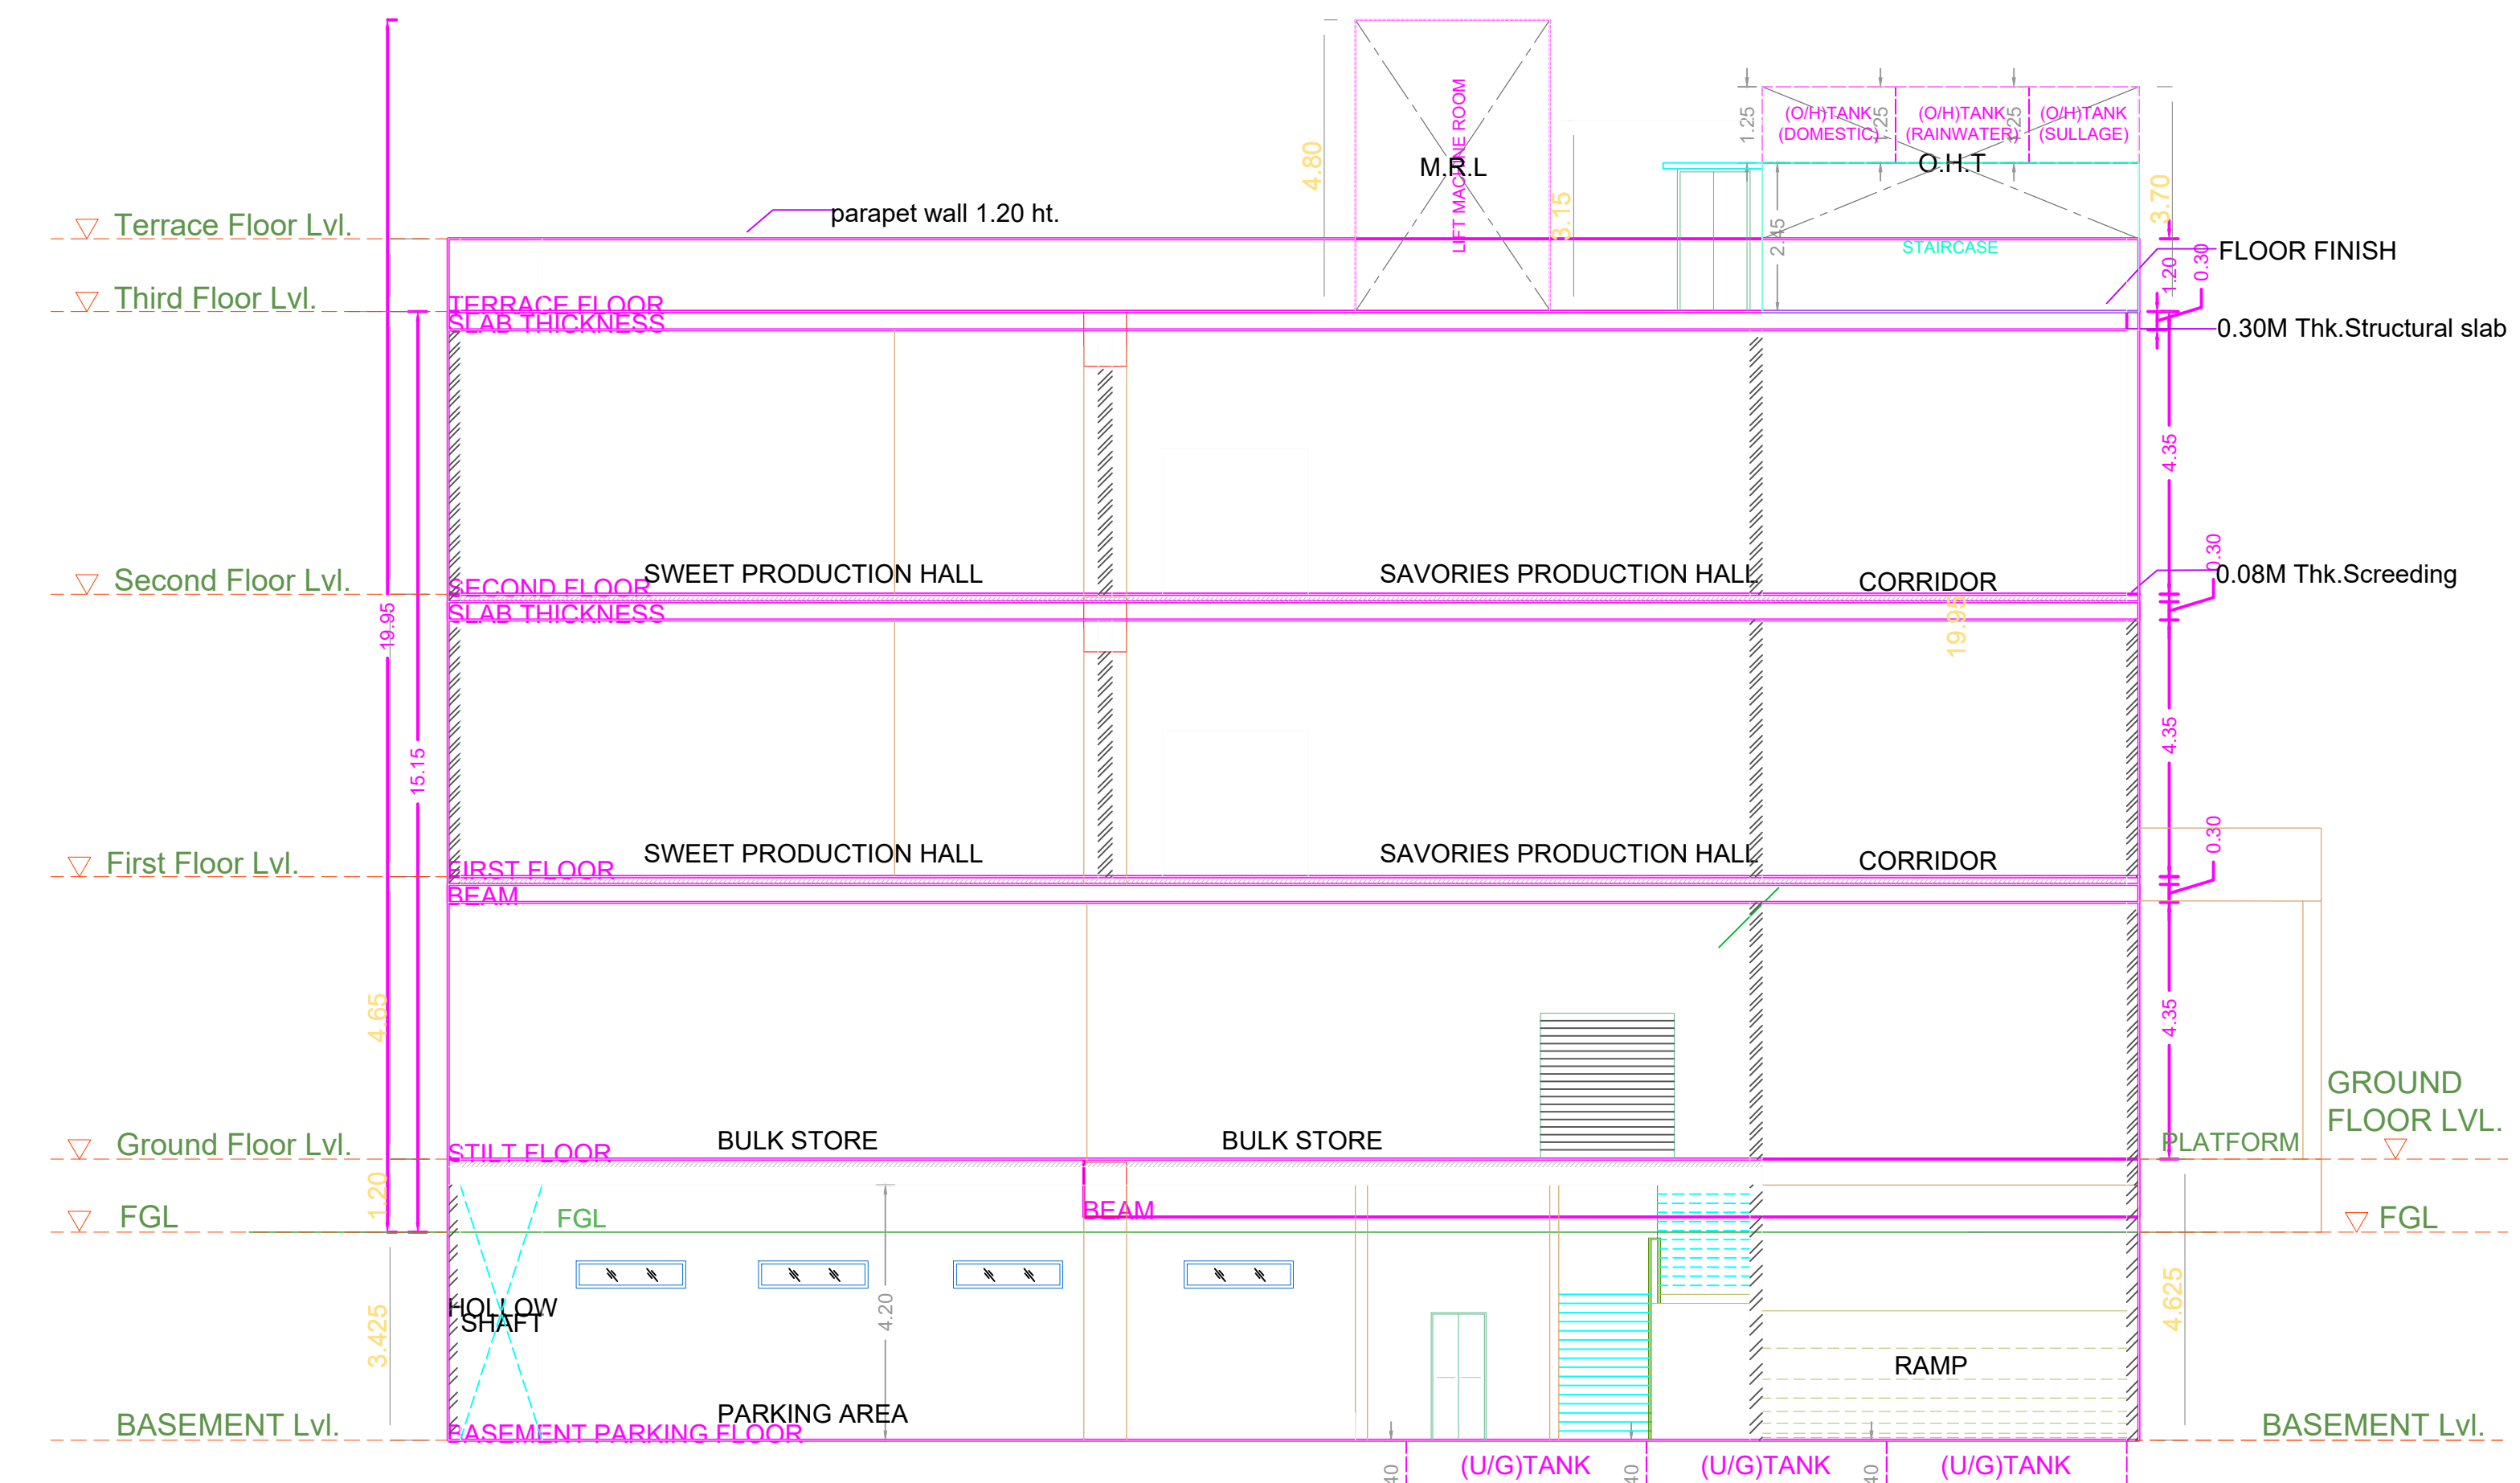 (O/H)TANK
(DOMESTIC)
(O/H)TANK
(RAINWATER)
(O/H)TANK
(SULLAGE)
1.25
1.25
1.25
LIFT MACHINE ROOM
M.R.L
O.H.T
4.80
3.15
3.70
parapet wall 1.20 ht.
Terrace Floor Lvl.
2.45
STAIRCASE
FLOOR FINISH
1.20
0.30
Third Floor Lvl.
TERRACE FLOOR
SLAB THICKNESS
0.30M Thk.Structural slab
4.35
Second Floor Lvl.
SECOND FLOOR
SWEET PRODUCTION HALL
SAVORIES PRODUCTION HALL
CORRIDOR
0.30
0.08M Thk.Screeding
SLAB THICKNESS
19.95
19.95
15.15
4.35
First Floor Lvl.
FIRST FLOOR
SWEET PRODUCTION HALL
SAVORIES PRODUCTION HALL
CORRIDOR
0.30
BEAM
4.65
4.35
GROUND
FLOOR LVL.
Ground Floor Lvl.
STILT FLOOR
BULK STORE
BULK STORE
PLATFORM
1.20
BEAM
FGL
FGL
FGL
HOLLOW
SHAFT
4.20
3.425
4.625
RAMP
PARKING AREA
BASEMENT Lvl.
BASEMENT PARKING FLOOR
BASEMENT Lvl.
(U/G)TANK
(U/G)TANK
(U/G)TANK